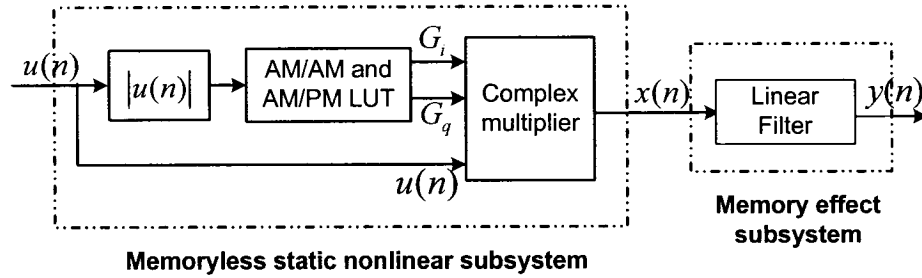 u(n)
|u(n)|
AM/AM and
AM/PM LUT
G_i
G_q
u(n)
Complex
multiplier
x(n)
Linear
Filter
y(n)
Memory effect
subsystem
Memoryless static nonlinear subsystem